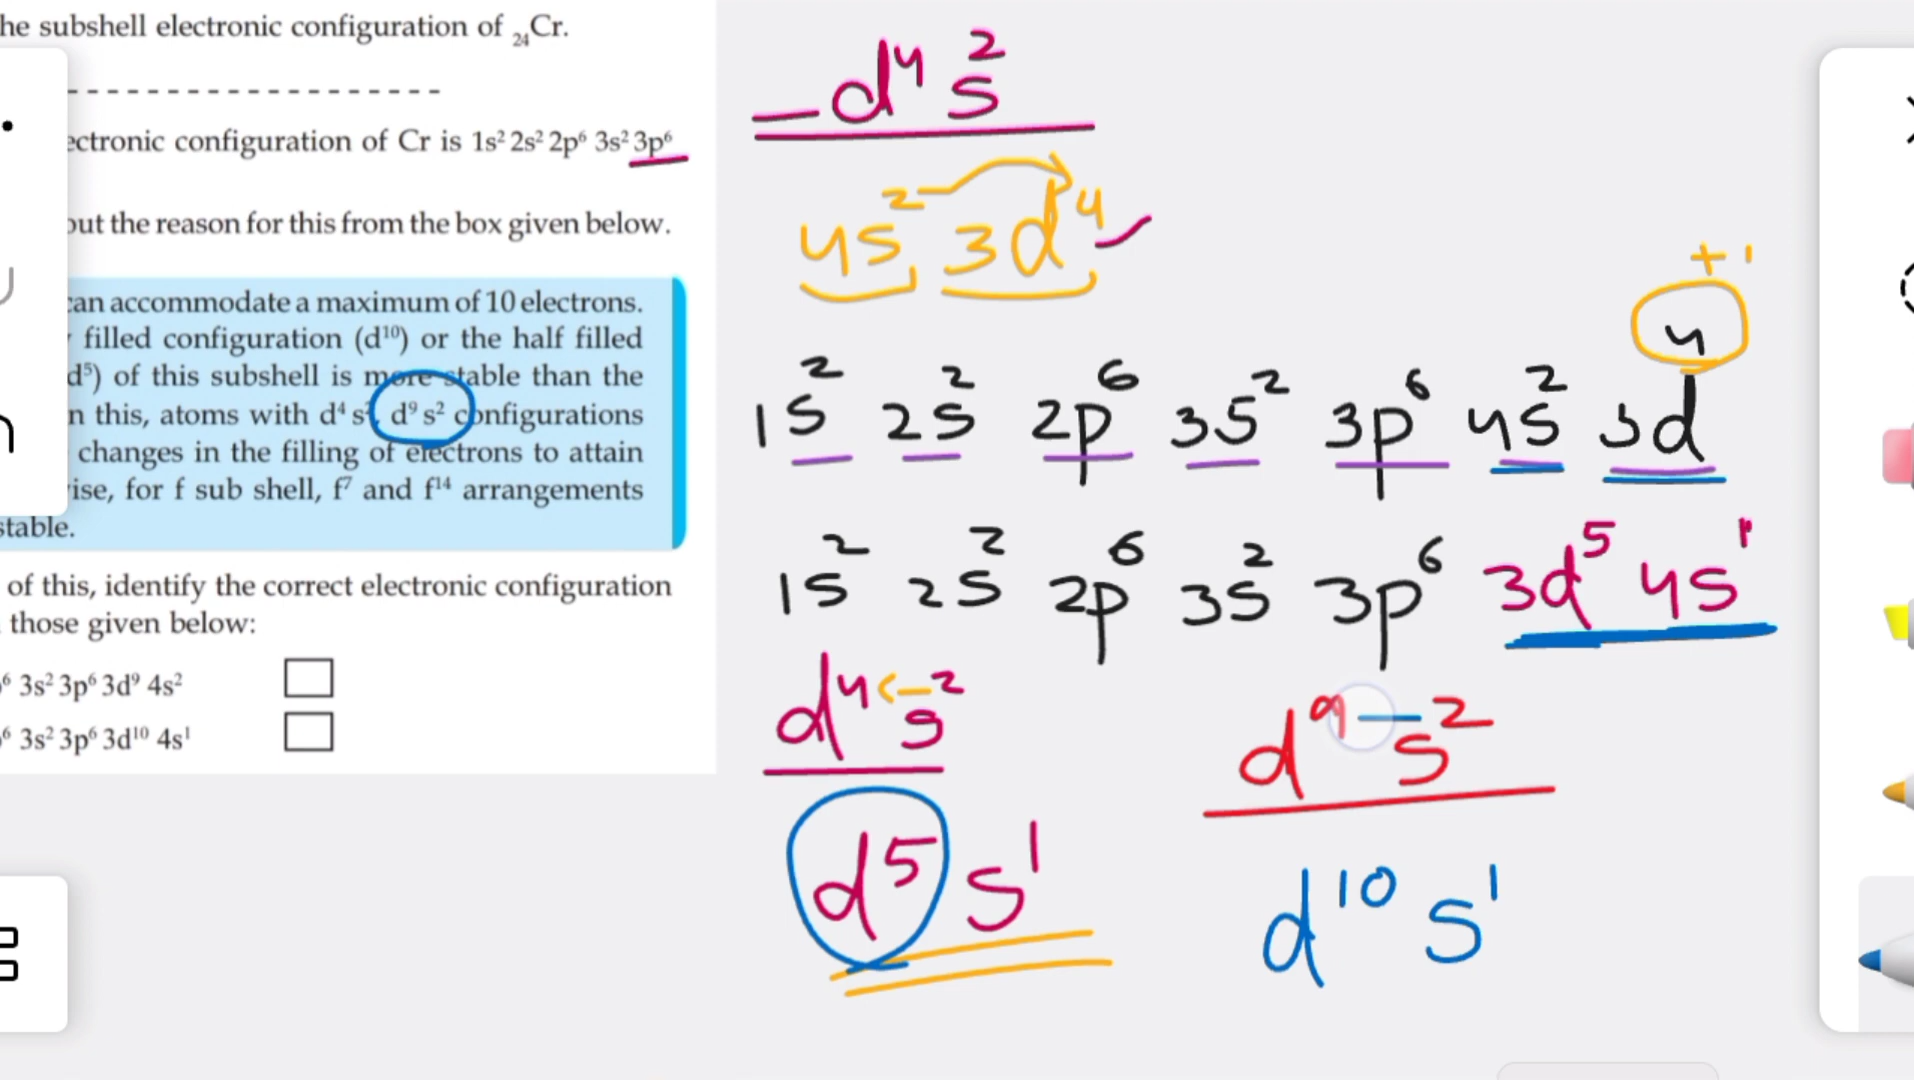 he subshell electronic configuration of ₂₄Cr.
ectronic configuration of Cr is 1s² 2s² 2p⁶ 3s² 3p⁶
out the reason for this from the box given below.
can accommodate a maximum of 10 electrons.
filled configuration (d¹⁰) or the half filled
d⁵) of this subshell is more stable than the
n this, atoms with d⁴ s² d⁹ s² configurations
changes in the filling of electrons to attain
ise, for f sub shell, f⁷ and f¹⁴ arrangements
stable.
of this, identify the correct electronic configuration
those given below:
⁶ 3s² 3p⁶ 3d⁹ 4s²
⁶ 3s² 3p⁶ 3d¹⁰ 4s¹
d⁴ s²
4s² 3d⁴
+1
1s² 2s² 2p⁶ 3s² 3p⁶ 4s² 3d⁴
1s² 2s² 2p⁶ 3s² 3p⁶ 3d⁵ 4s¹
d⁴ s²
d⁵ s¹
d⁹ s²
d¹⁰ s¹